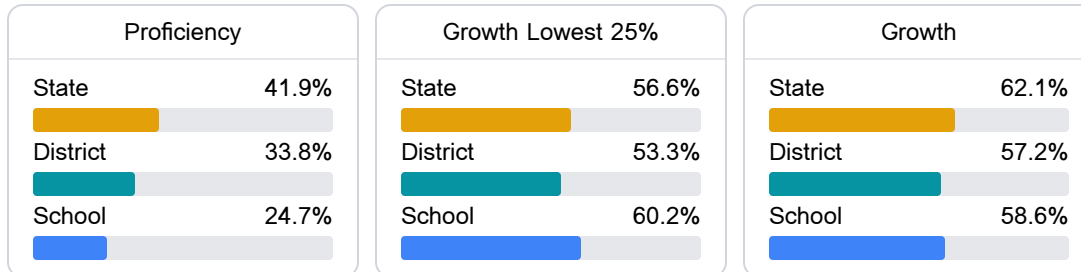 Proficiency
State 41.9%
District 33.8%
School 24.7%
Growth Lowest 25%
State 56.6%
District 53.3%
School 60.2%
Growth
State 62.1%
District 57.2%
School 58.6%